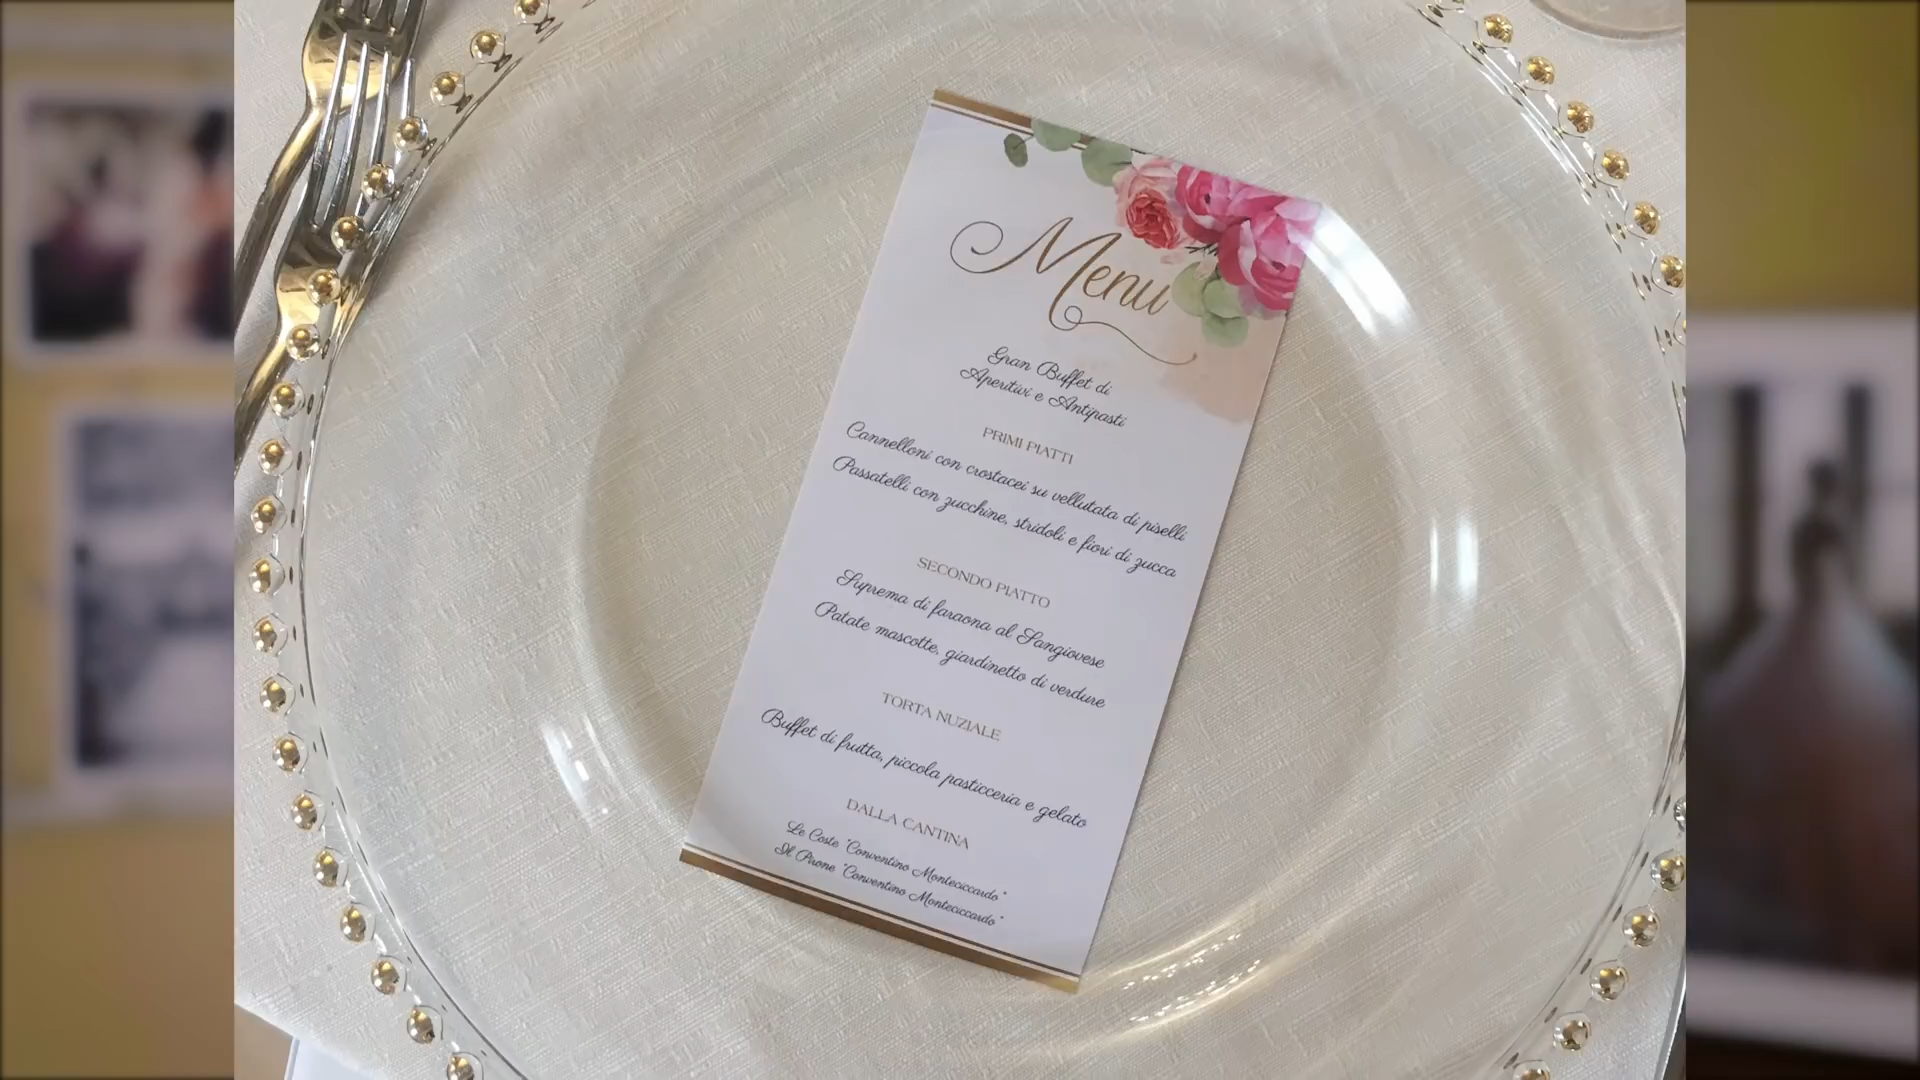 Menu
Gran Buffet di
Aperitivi e Antipasti
PRIMI PIATTI
Cannelloni con crostacei su vellutata di piselli
Passatelli con zucchine, stridoli e fiori di zucca
SECONDO PIATTO
Suprema di faraona al Sangiovese
Patate mascotte, giardinetto di verdure
TORTA NUZIALE
Buffet di frutta, piccola pasticceria e gelato
DALLA CANTINA
Le Coste "Conventino Monteciccardo"
Il Pirone "Conventino Monteciccardo"